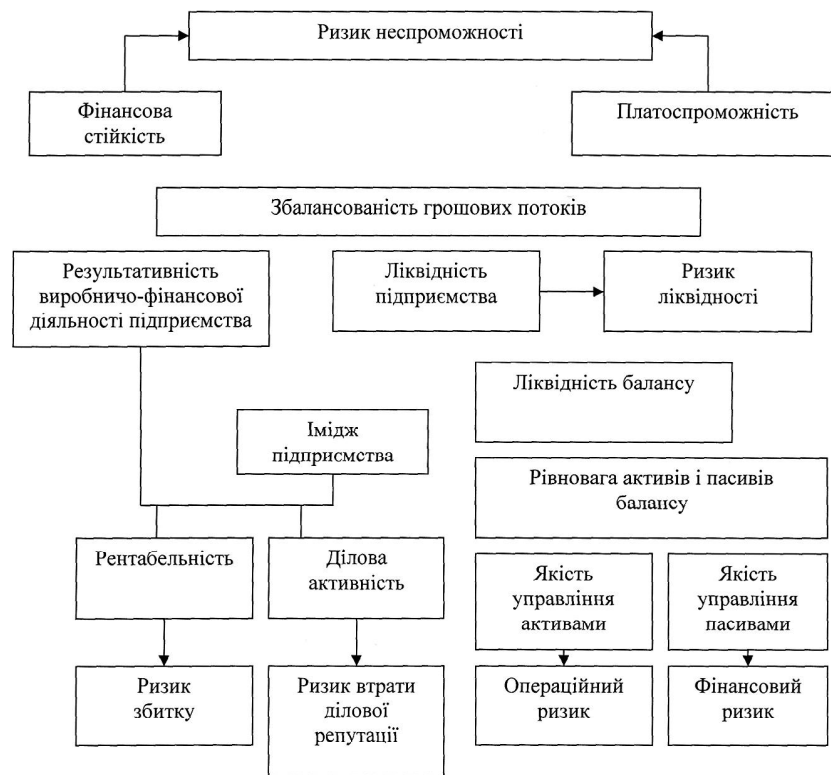 Ризик неспроможності
Фінансова
стійкість
Платоспроможність
Збалансованість грошових потоків
Результативність
виробничо-фінансової
діяльності підприємства
Ліквідність
підприємства
Ризик
ліквідності
Ліквідність балансу
Імідж
підприємства
Рівновага активів і пасивів
балансу
Рентабельність
Ділова
активність
Якість
управління
активами
Якість
управління
пасивами
Ризик
збитку
Ризик втрати
ділової
репутації
Операційний
ризик
Фінансовий
ризик